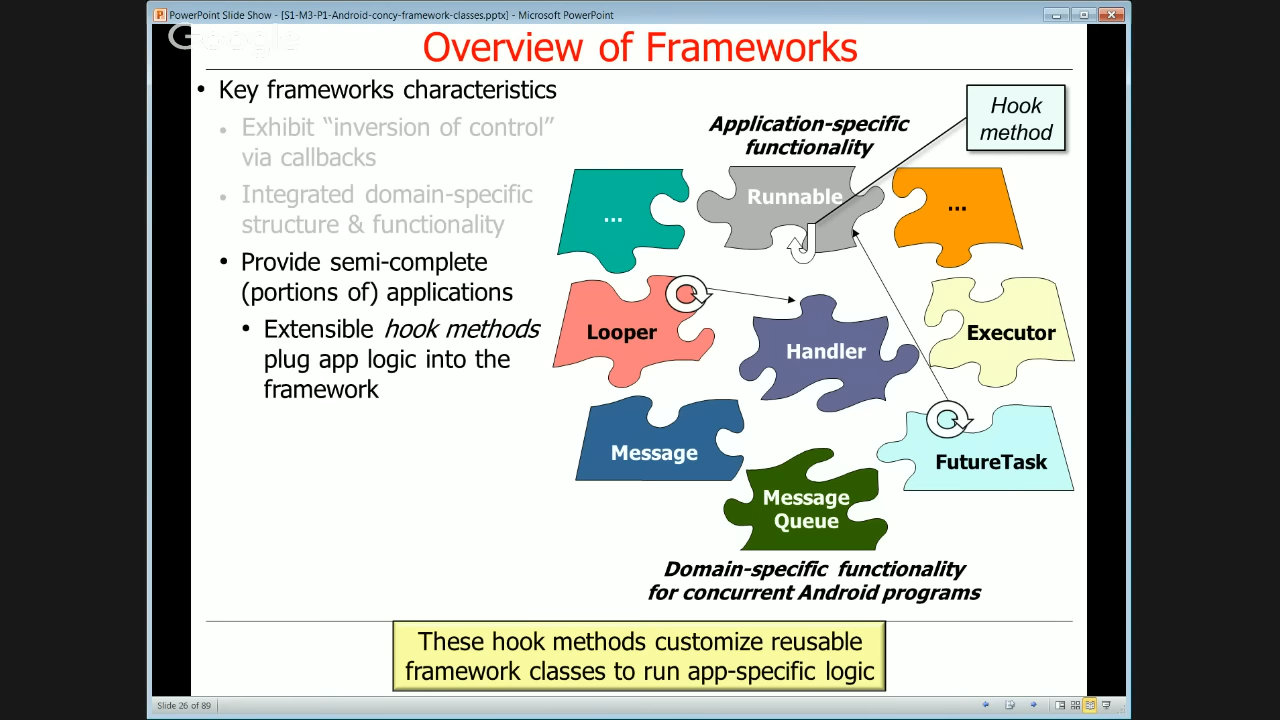 PowerPoint Slide Show - [S1-M3-P1-Android-concy-framework-classes.pptx] - Microsoft PowerPoint
Google
Overview of Frameworks
• Key frameworks characteristics
• Exhibit “inversion of control”
via callbacks
• Integrated domain-specific
structure & functionality
• Provide semi-complete
(portions of) applications
• Extensible hook methods
plug app logic into the
framework
Hook
method
Application-specific
functionality
...
Runnable
...
Looper
Handler
Executor
Message
FutureTask
Message
Queue
Domain-specific functionality
for concurrent Android programs
These hook methods customize reusable
framework classes to run app-specific logic
Slide 26 of 89